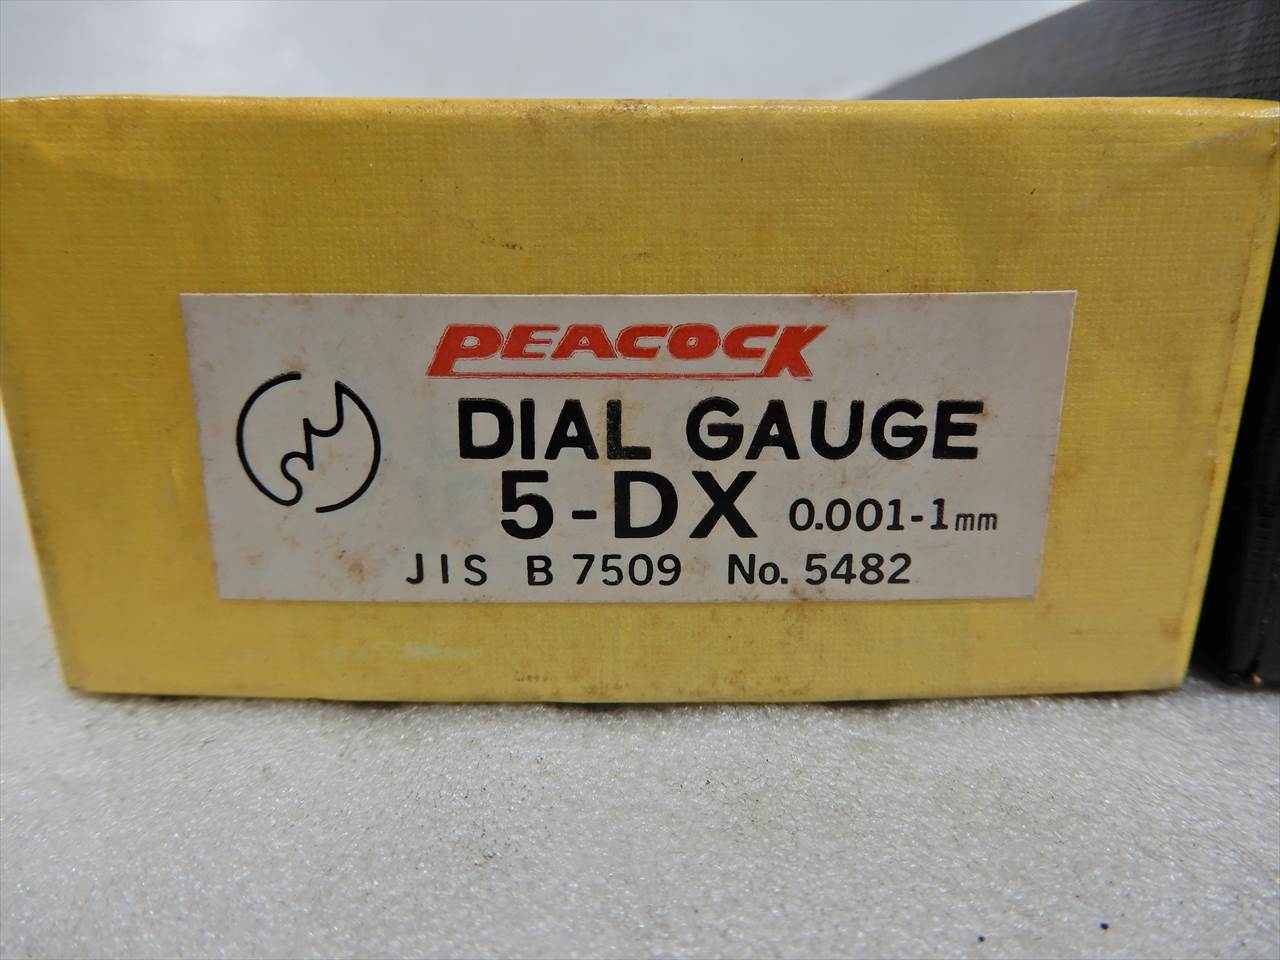 PEACOCK
DIAL GAUGE
5-DX 0.001-1mm
JIS B 7509 No. 5482